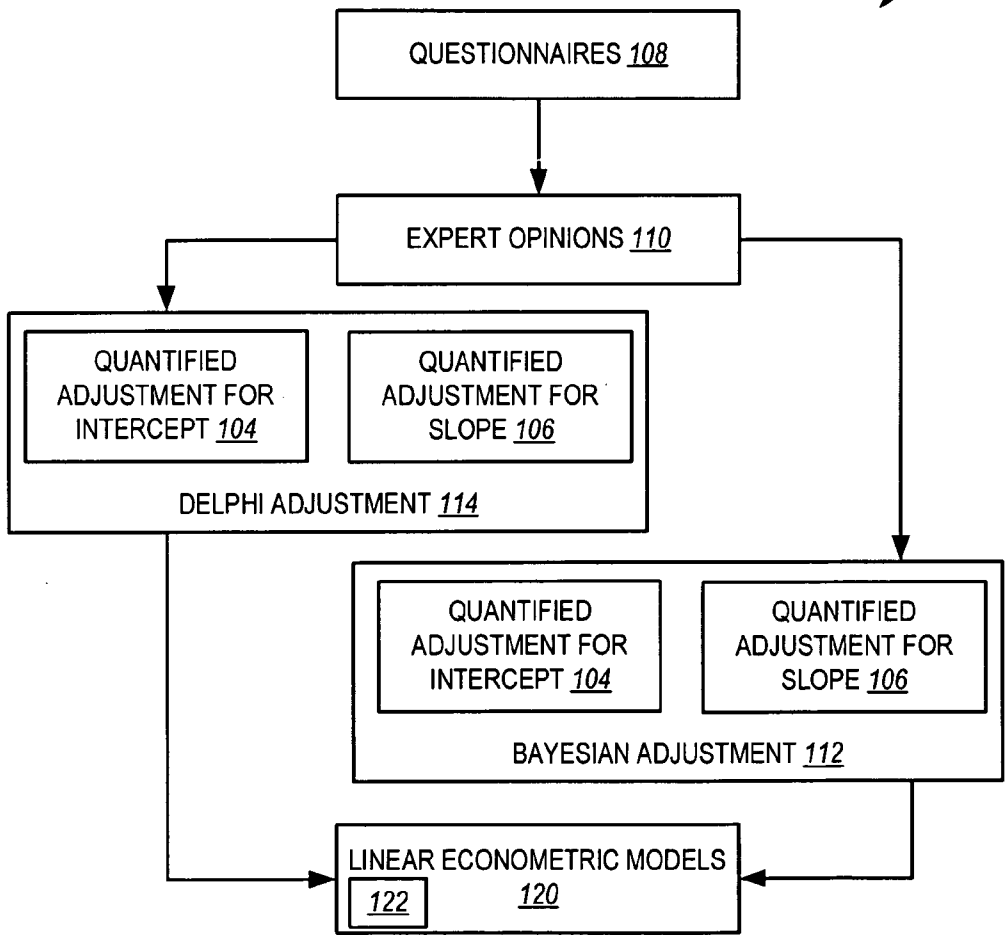 QUESTIONNAIRES 108
EXPERT OPINIONS 110
QUANTIFIED
ADJUSTMENT FOR
INTERCEPT 104
QUANTIFIED
ADJUSTMENT FOR
SLOPE 106
DELPHI ADJUSTMENT 114
QUANTIFIED
ADJUSTMENT FOR
INTERCEPT 104
QUANTIFIED
ADJUSTMENT FOR
SLOPE 106
BAYESIAN ADJUSTMENT 112
LINEAR ECONOMETRIC MODELS
120
122